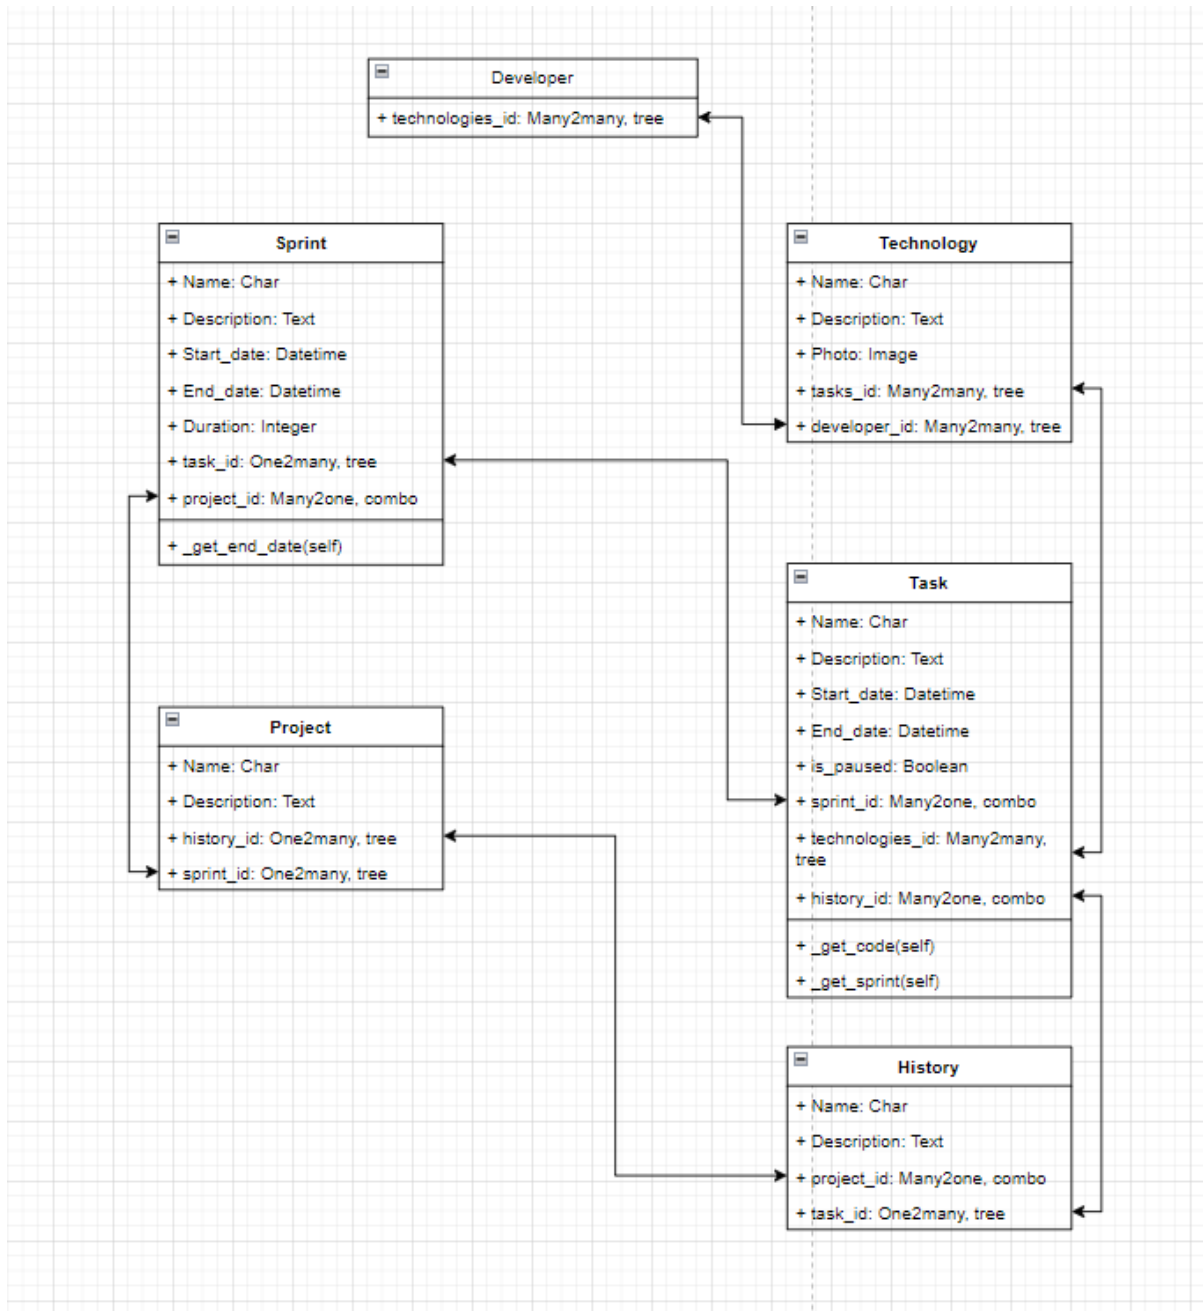 Developer
+ technologies_id: Many2many, tree
Sprint
+ Name: Char
+ Description: Text
+ Start_date: Datetime
+ End_date: Datetime
+ Duration: Integer
+ task_id: One2many, tree
+ project_id: Many2one, combo
+ _get_end_date(self)
Technology
+ Name: Char
+ Description: Text
+ Photo: Image
+ tasks_id: Many2many, tree
+ developer_id: Many2many, tree
Project
+ Name: Char
+ Description: Text
+ history_id: One2many, tree
+ sprint_id: One2many, tree
Task
+ Name: Char
+ Description: Text
+ Start_date: Datetime
+ End_date: Datetime
+ is_paused: Boolean
+ sprint_id: Many2one, combo
+ technologies_id: Many2many,
tree
+ history_id: Many2one, combo
+ _get_code(self)
+ _get_sprint(self)
History
+ Name: Char
+ Description: Text
+ project_id: Many2one, combo
+ task_id: One2many, tree